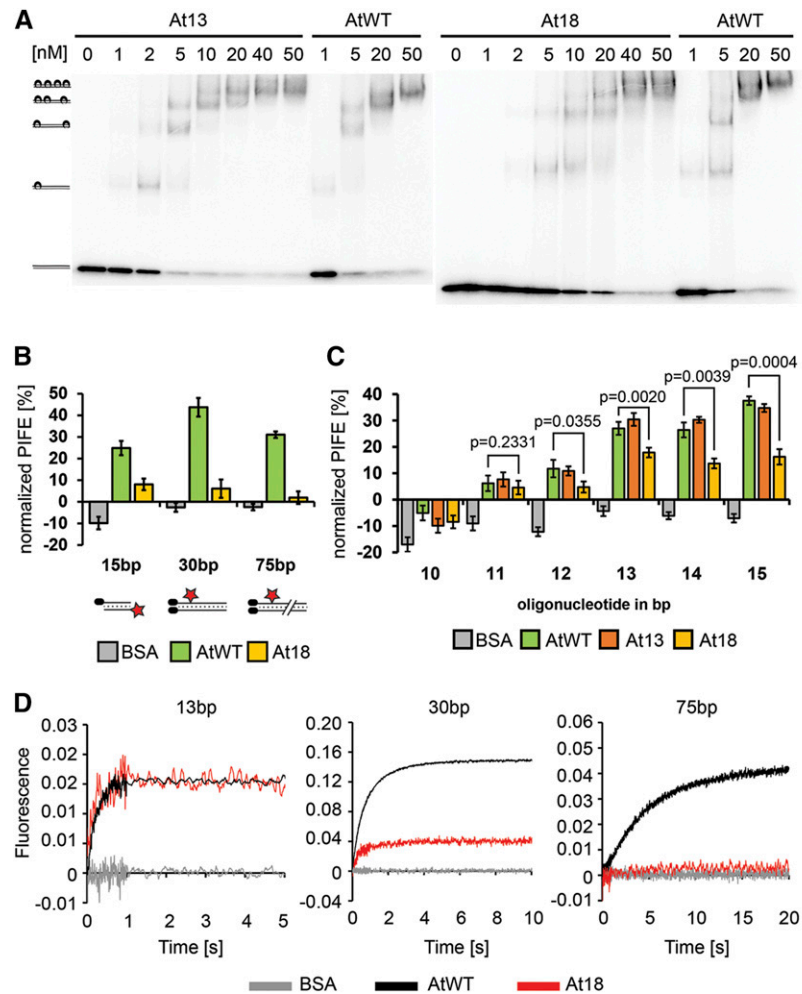 A
At13 AtWT At18 AtWT
[nM] 0 1 2 5 10 20 40 50 1 5 20 50 0 1 2 5 10 20 40 50 1 5 20 50
B
normalized PIFE [%]
50
40
30
20
10
0
-10
-20
15bp 30bp 75bp
BSA AtWT At18
C
normalized PIFE [%]
40
30
20
10
0
-10
-20
p=0.2331
p=0.0355
p=0.0020
p=0.0039
p=0.0004
10 11 12 13 14 15
oligonucleotide in bp
BSA AtWT At13 At18
D
13bp
Fluorescence
0.03
0.02
0.02
0.01
0.01
0
-0.01
0 1 2 3 4 5
Time [s]
30bp
0.20
0.16
0.12
0.08
0.04
0
-0.04
0 2 4 6 8 10
Time [s]
75bp
0.06
0.05
0.04
0.03
0.02
0.01
0
-0.01
0 5 10 15 20
Time [s]
BSA AtWT At18